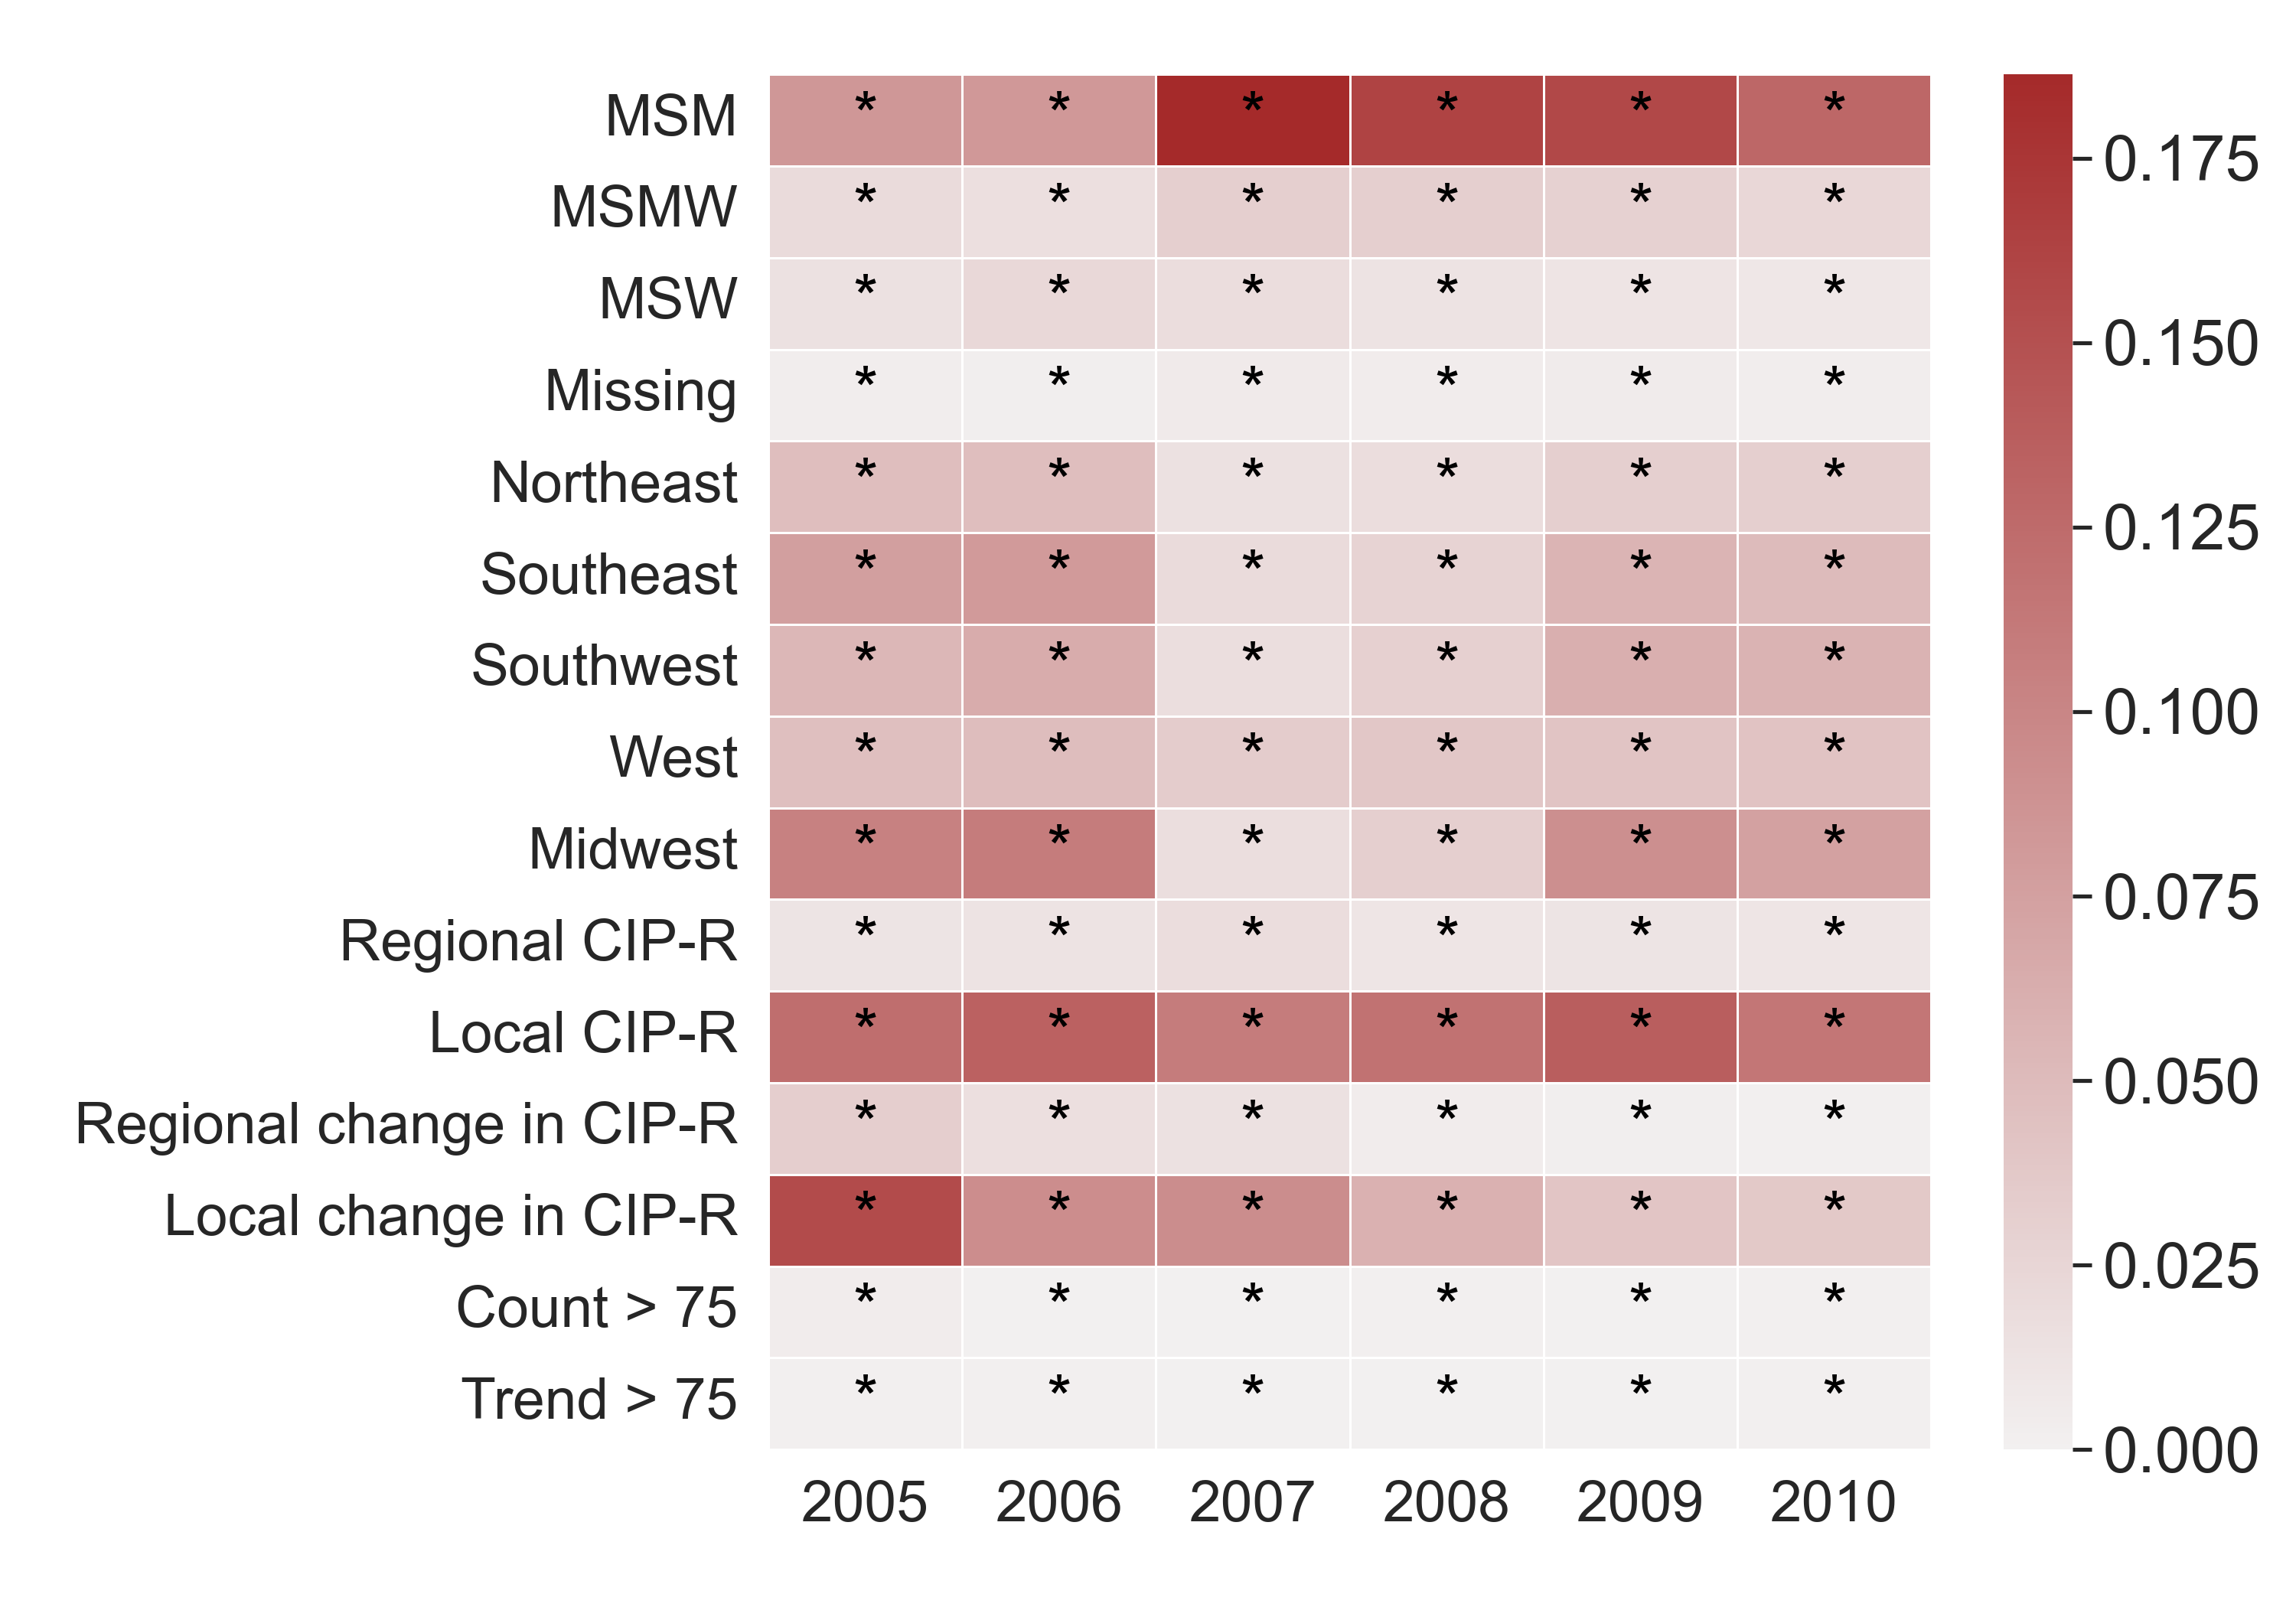 MSM * * * * * * 0.175
MSMW * * * * * *
MSW * * * * * * 0.150
Missing * * * * * *
Northeast * * * * * * 0.125
Southeast * * * * * *
Southwest * * * * * * 0.100
West * * * * * *
Midwest * * * * * * 0.075
Regional CIP-R * * * * * *
Local CIP-R * * * * * * 0.050
Regional change in CIP-R * * * * * *
Local change in CIP-R * * * * * * 0.025
Count > 75 * * * * * *
Trend > 75 * * * * * * 0.000
2005 2006 2007 2008 2009 2010